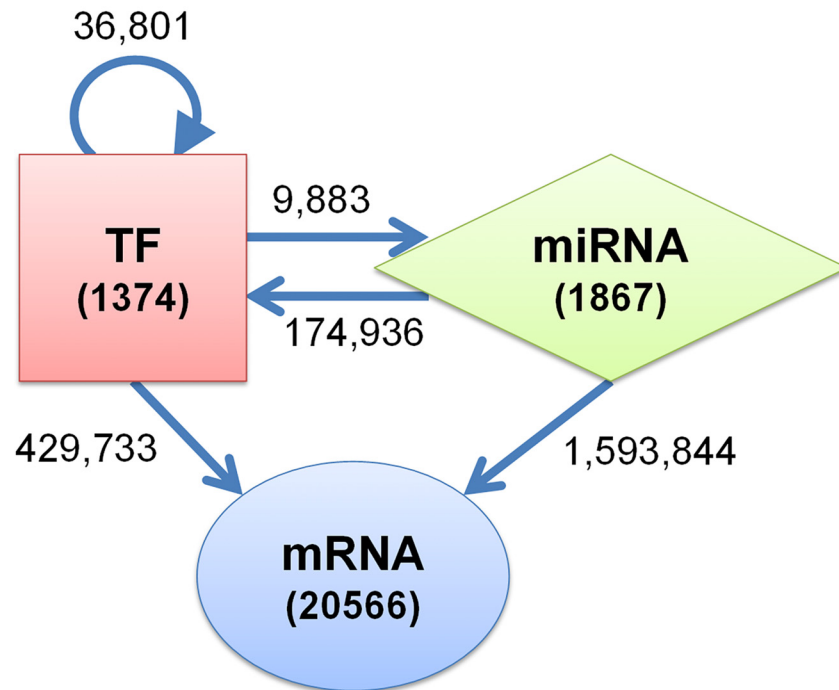 36,801
9,883
TF
(1374)
miRNA
(1867)
174,936
429,733
1,593,844
mRNA
(20566)